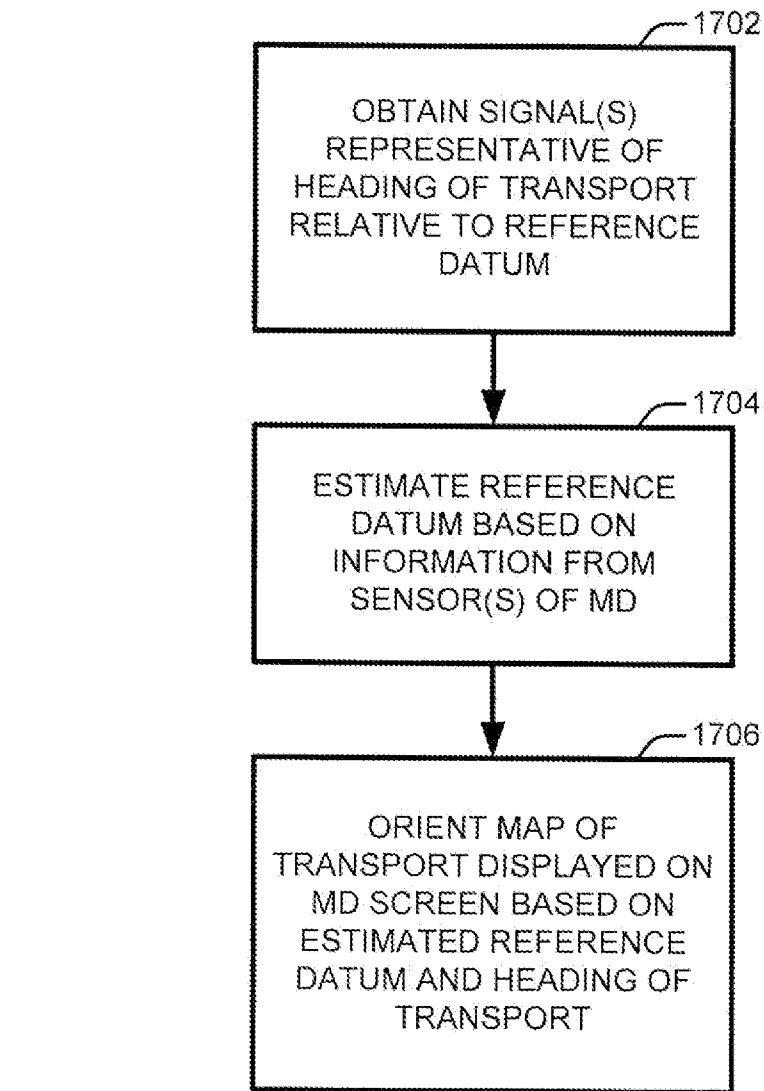 1702
OBTAIN SIGNAL(S)
REPRESENTATIVE OF
HEADING OF TRANSPORT
RELATIVE TO REFERENCE
DATUM
1704
ESTIMATE REFERENCE
DATUM BASED ON
INFORMATION FROM
SENSOR(S) OF MD
1706
ORIENT MAP OF
TRANSPORT DISPLAYED ON
MD SCREEN BASED ON
ESTIMATED REFERENCE
DATUM AND HEADING OF
TRANSPORT